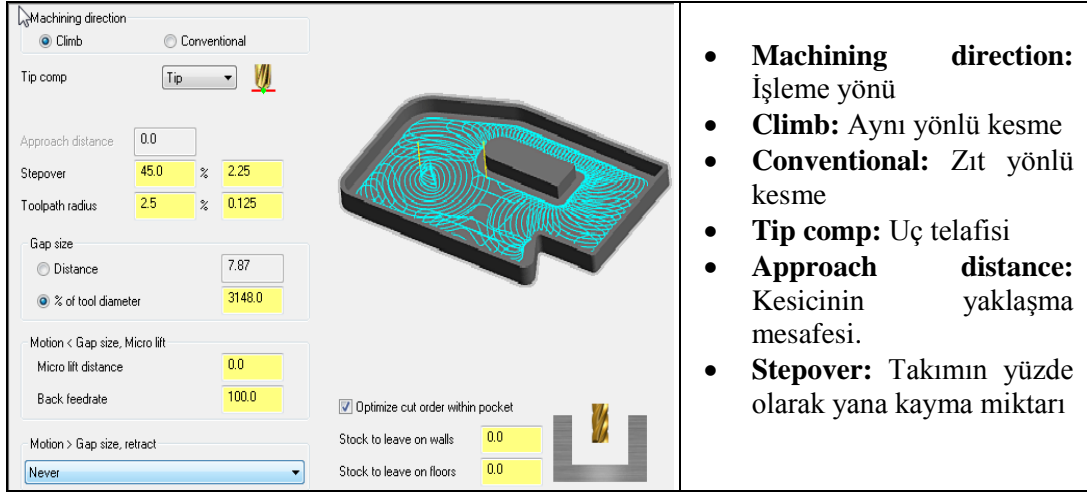 Machining direction
Climb Conventional
Tip comp Tip
Approach distance 0.0
Stepover 45.0 % 2.25
Toolpath radius 2.5 % 0.125
Gap size
Distance 7.87
% of tool diameter 3148.0
Motion < Gap size, Micro lift
Micro lift distance 0.0
Back feedrate 100.0
Motion > Gap size, retract
Never
Optimize cut order within pocket
Stock to leave on walls 0.0
Stock to leave on floors 0.0
• Machining direction:
İşleme yönü
• Climb: Aynı yönlü kesme
• Conventional: Zıt yönlü
kesme
• Tip comp: Uç telafisi
• Approach distance:
Kesicinin yaklaşma
mesafesi.
• Stepover: Takımın yüzde
olarak yana kayma miktarı